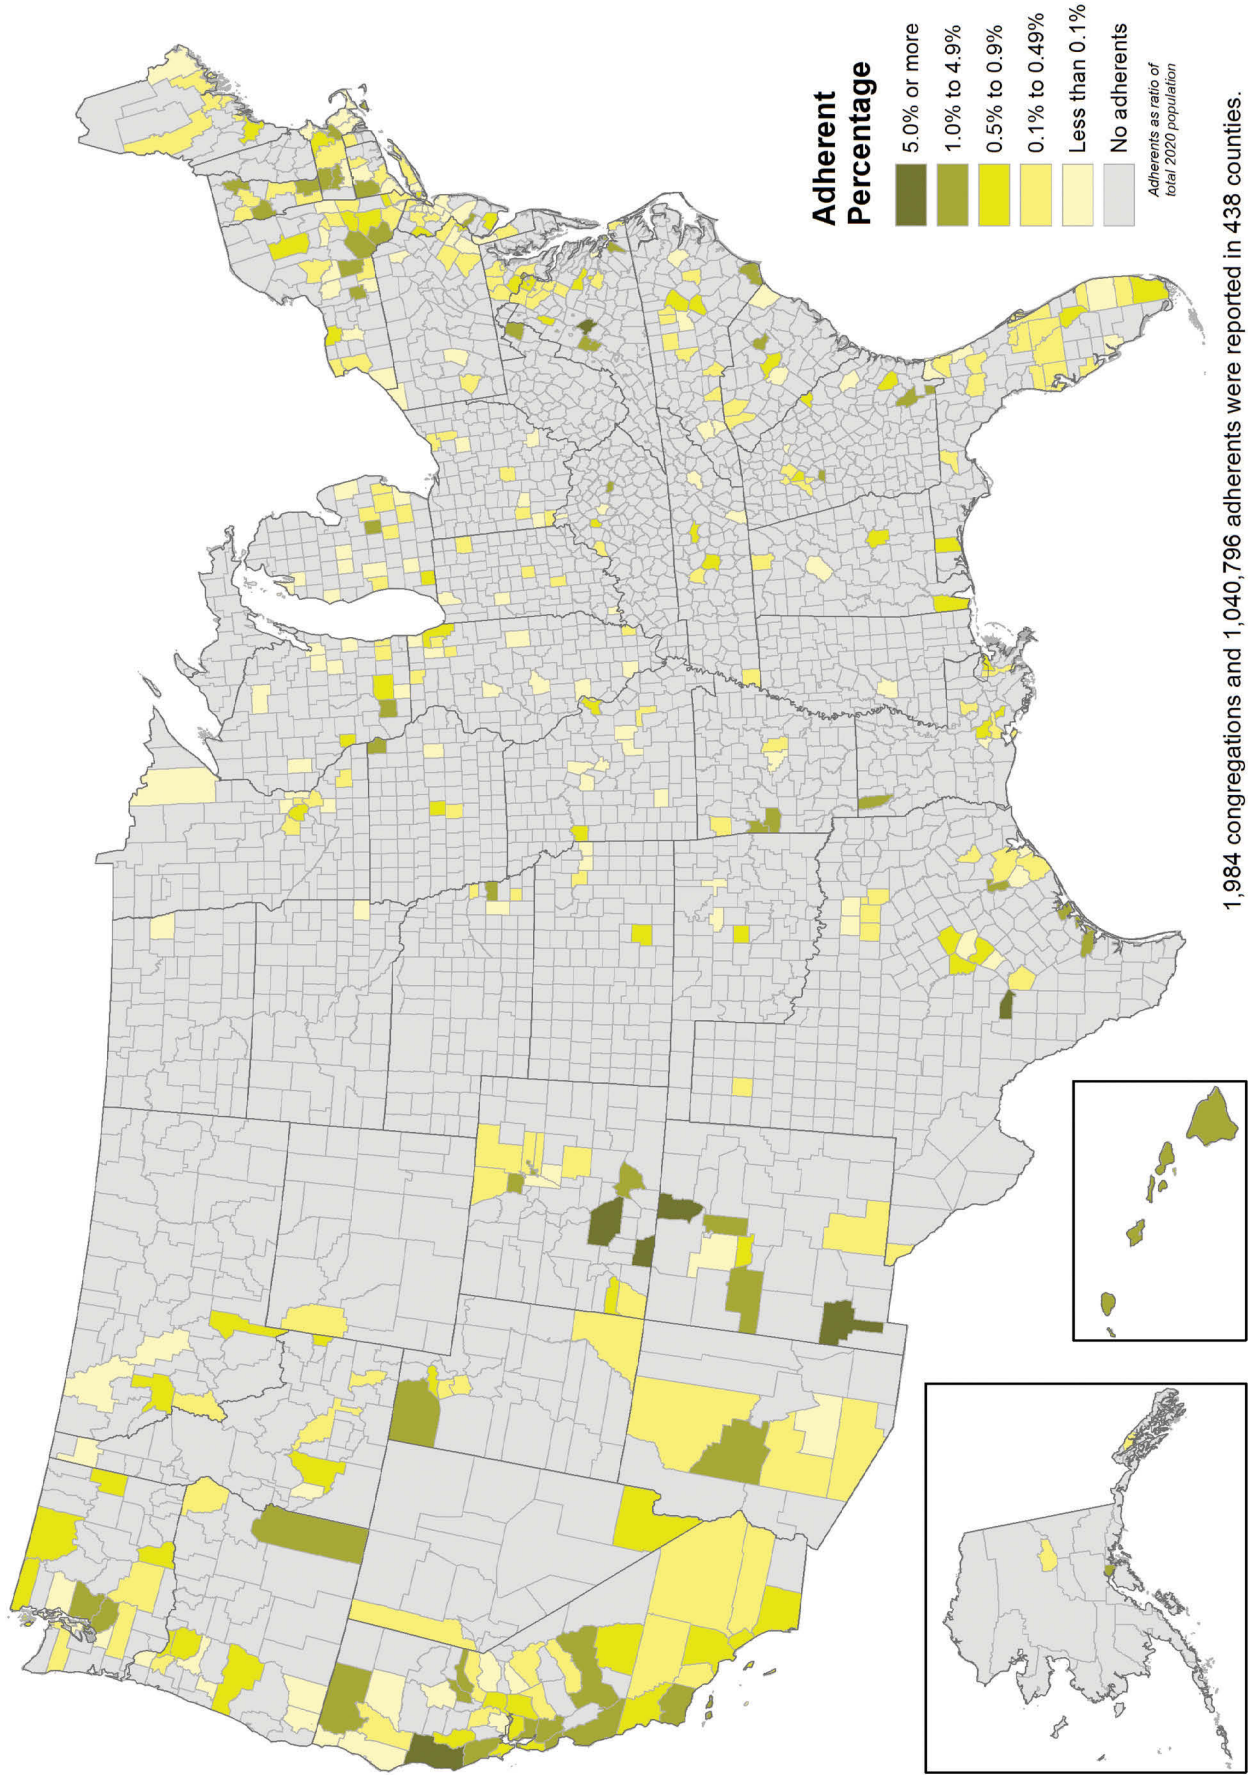 Adherent
Percentage
5.0% or more
1.0% to 4.9%
0.5% to 0.9%
0.1% to 0.49%
Less than 0.1%
No adherents
Adherents as ratio of
total 2020 population
1,984 congregations and 1,040,796 adherents were reported in 438 counties.